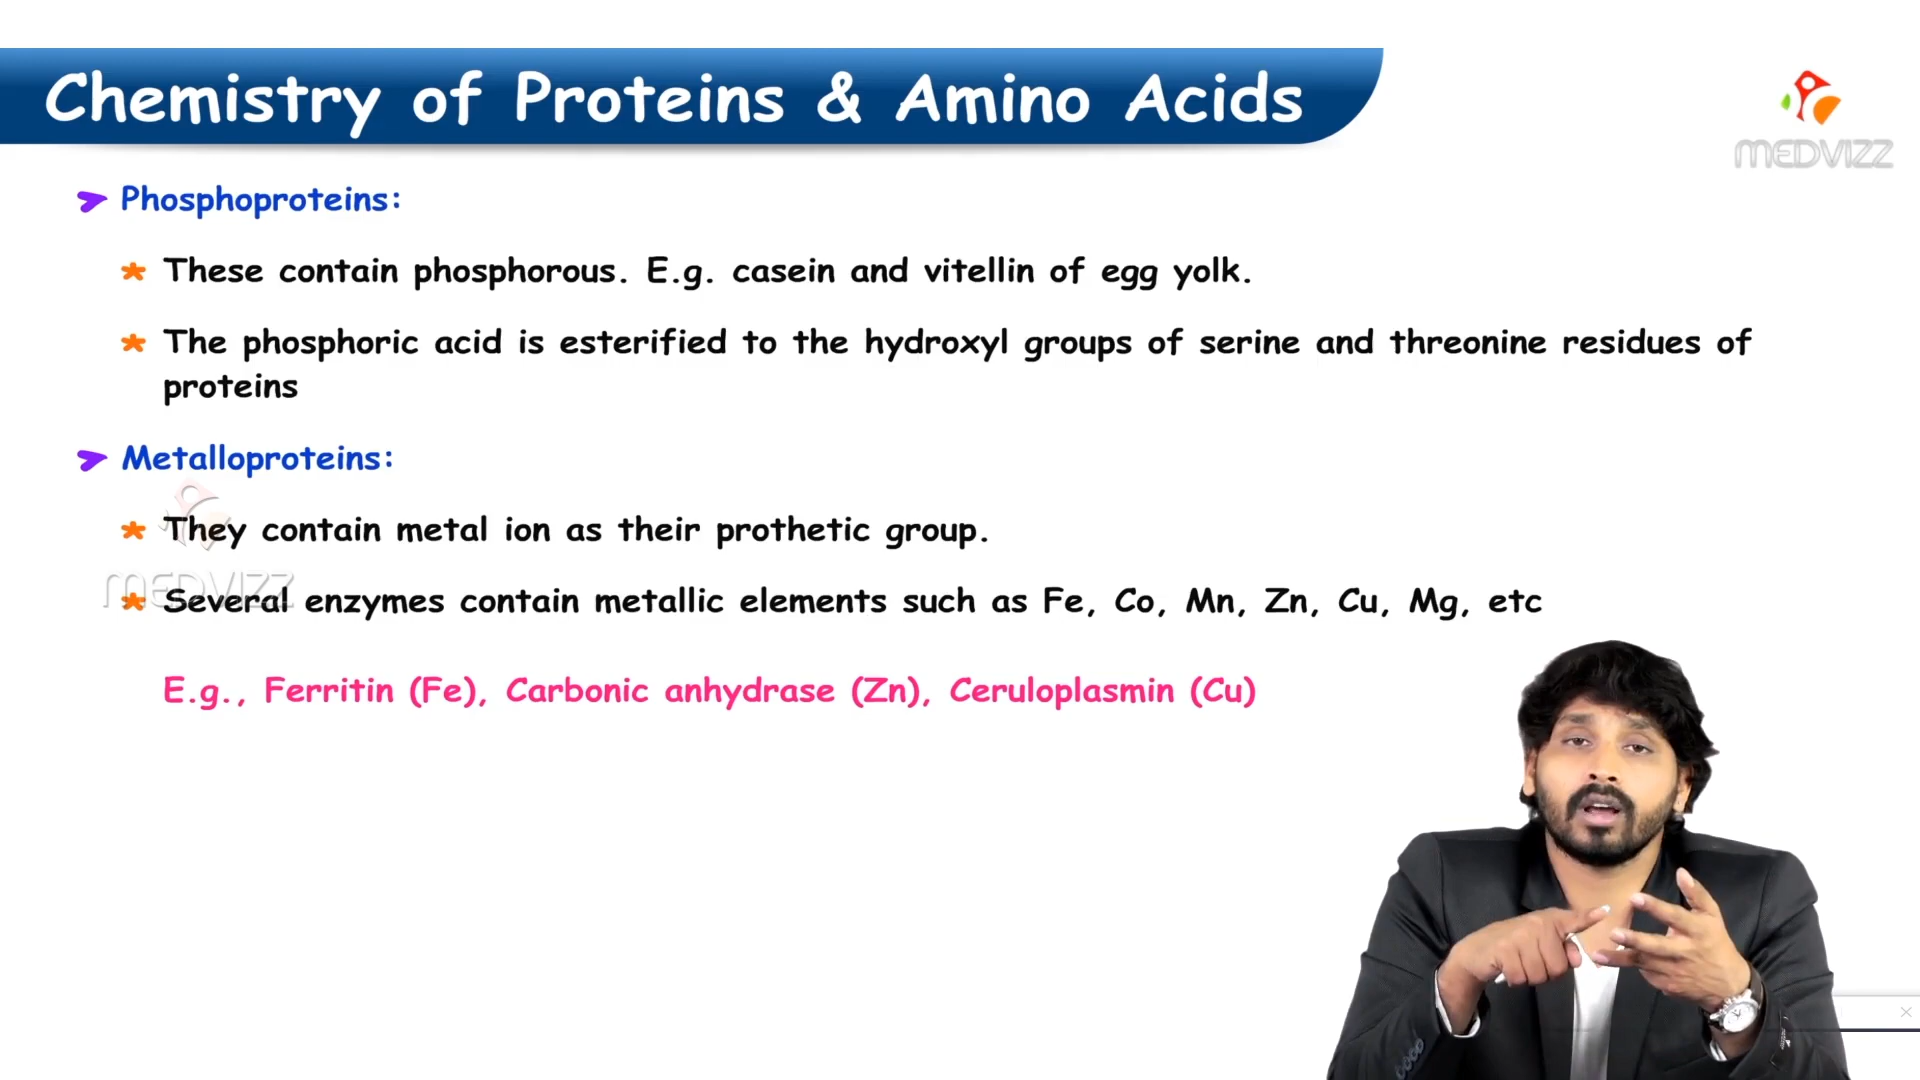 Chemistry of Proteins & Amino Acids
MEDVIZZ
Phosphoproteins:
These contain phosphorous. E.g. casein and vitellin of egg yolk.
The phosphoric acid is esterified to the hydroxyl groups of serine and threonine residues of
proteins
Metalloproteins:
They contain metal ion as their prothetic group.
MEDVIZZ
Several enzymes contain metallic elements such as Fe, Co, Mn, Zn, Cu, Mg, etc
E.g., Ferritin (Fe), Carbonic anhydrase (Zn), Ceruloplasmin (Cu)